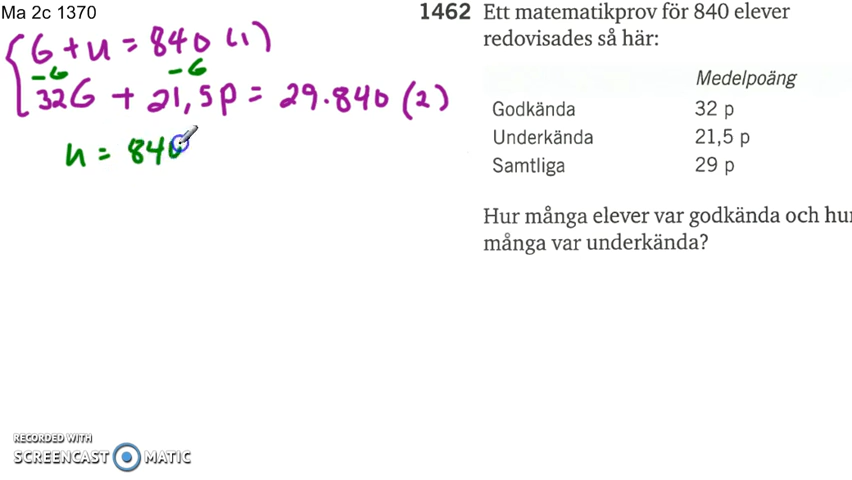 Ma 2c 1370
G + u = 840 (1)
-G -G
32G + 21,5p = 29·840 (2)
u = 840
1462 Ett matematikprov för 840 elever
redovisades så här:
Medelpoäng
Godkända 32 p
Underkända 21,5 p
Samtliga 29 p
Hur många elever var godkända och hur
många var underkända?
RECORDED WITH
SCREENCAST MATIC